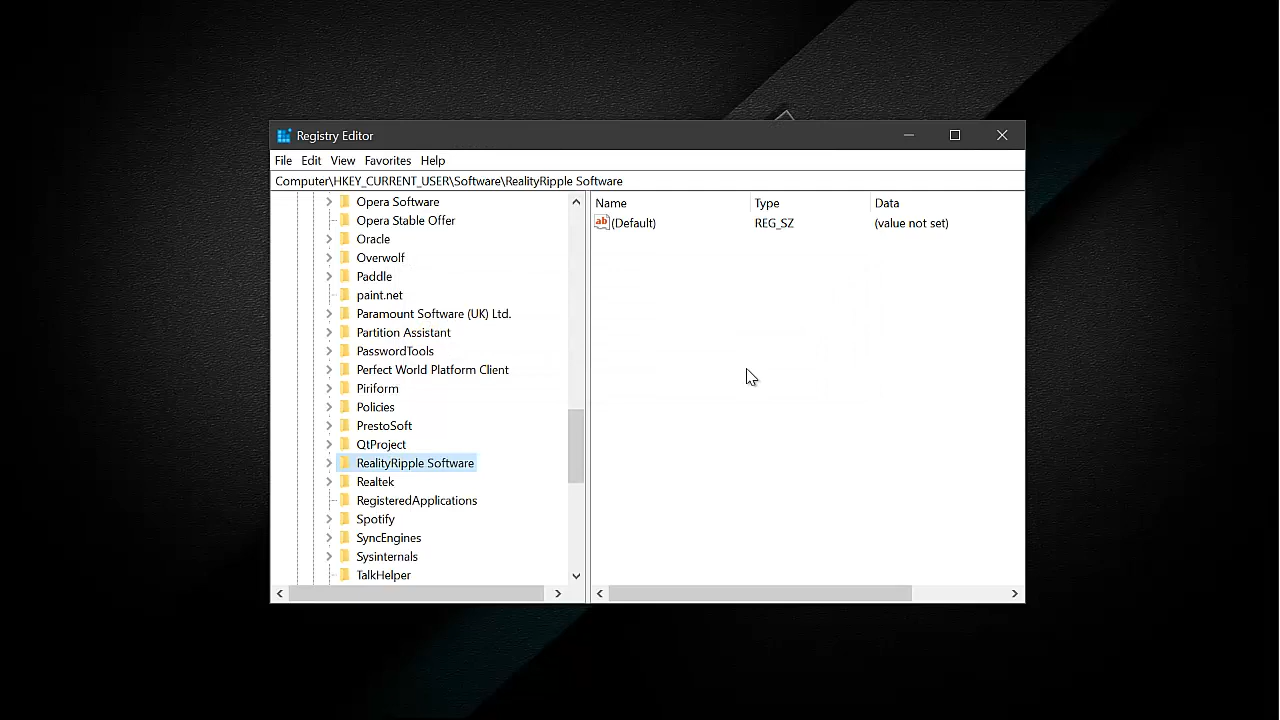 Registry Editor
File Edit View Favorites Help
Computer\HKEY_CURRENT_USER\Software\RealityRipple Software
Opera Software
Opera Stable Offer
Oracle
Overwolf
Paddle
paint.net
Paramount Software (UK) Ltd.
Partition Assistant
PasswordTools
Perfect World Platform Client
Piriform
Policies
PrestoSoft
QtProject
RealityRipple Software
Realtek
RegisteredApplications
Spotify
SyncEngines
Sysinternals
TalkHelper
Name Type Data
ab (Default) REG_SZ (value not set)